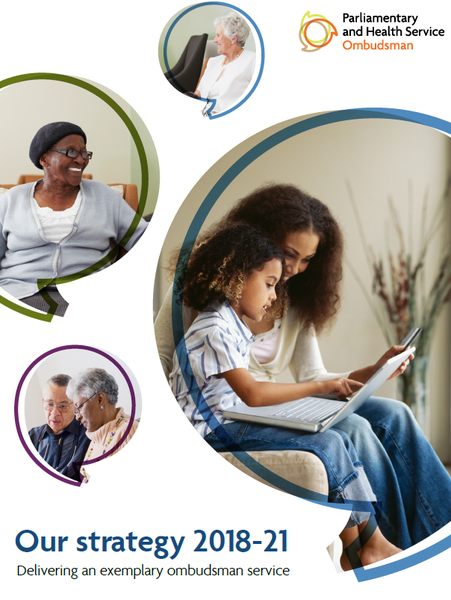 Parliamentary
and Health Service
Ombudsman
Our strategy 2018-21
Delivering an exemplary ombudsman service